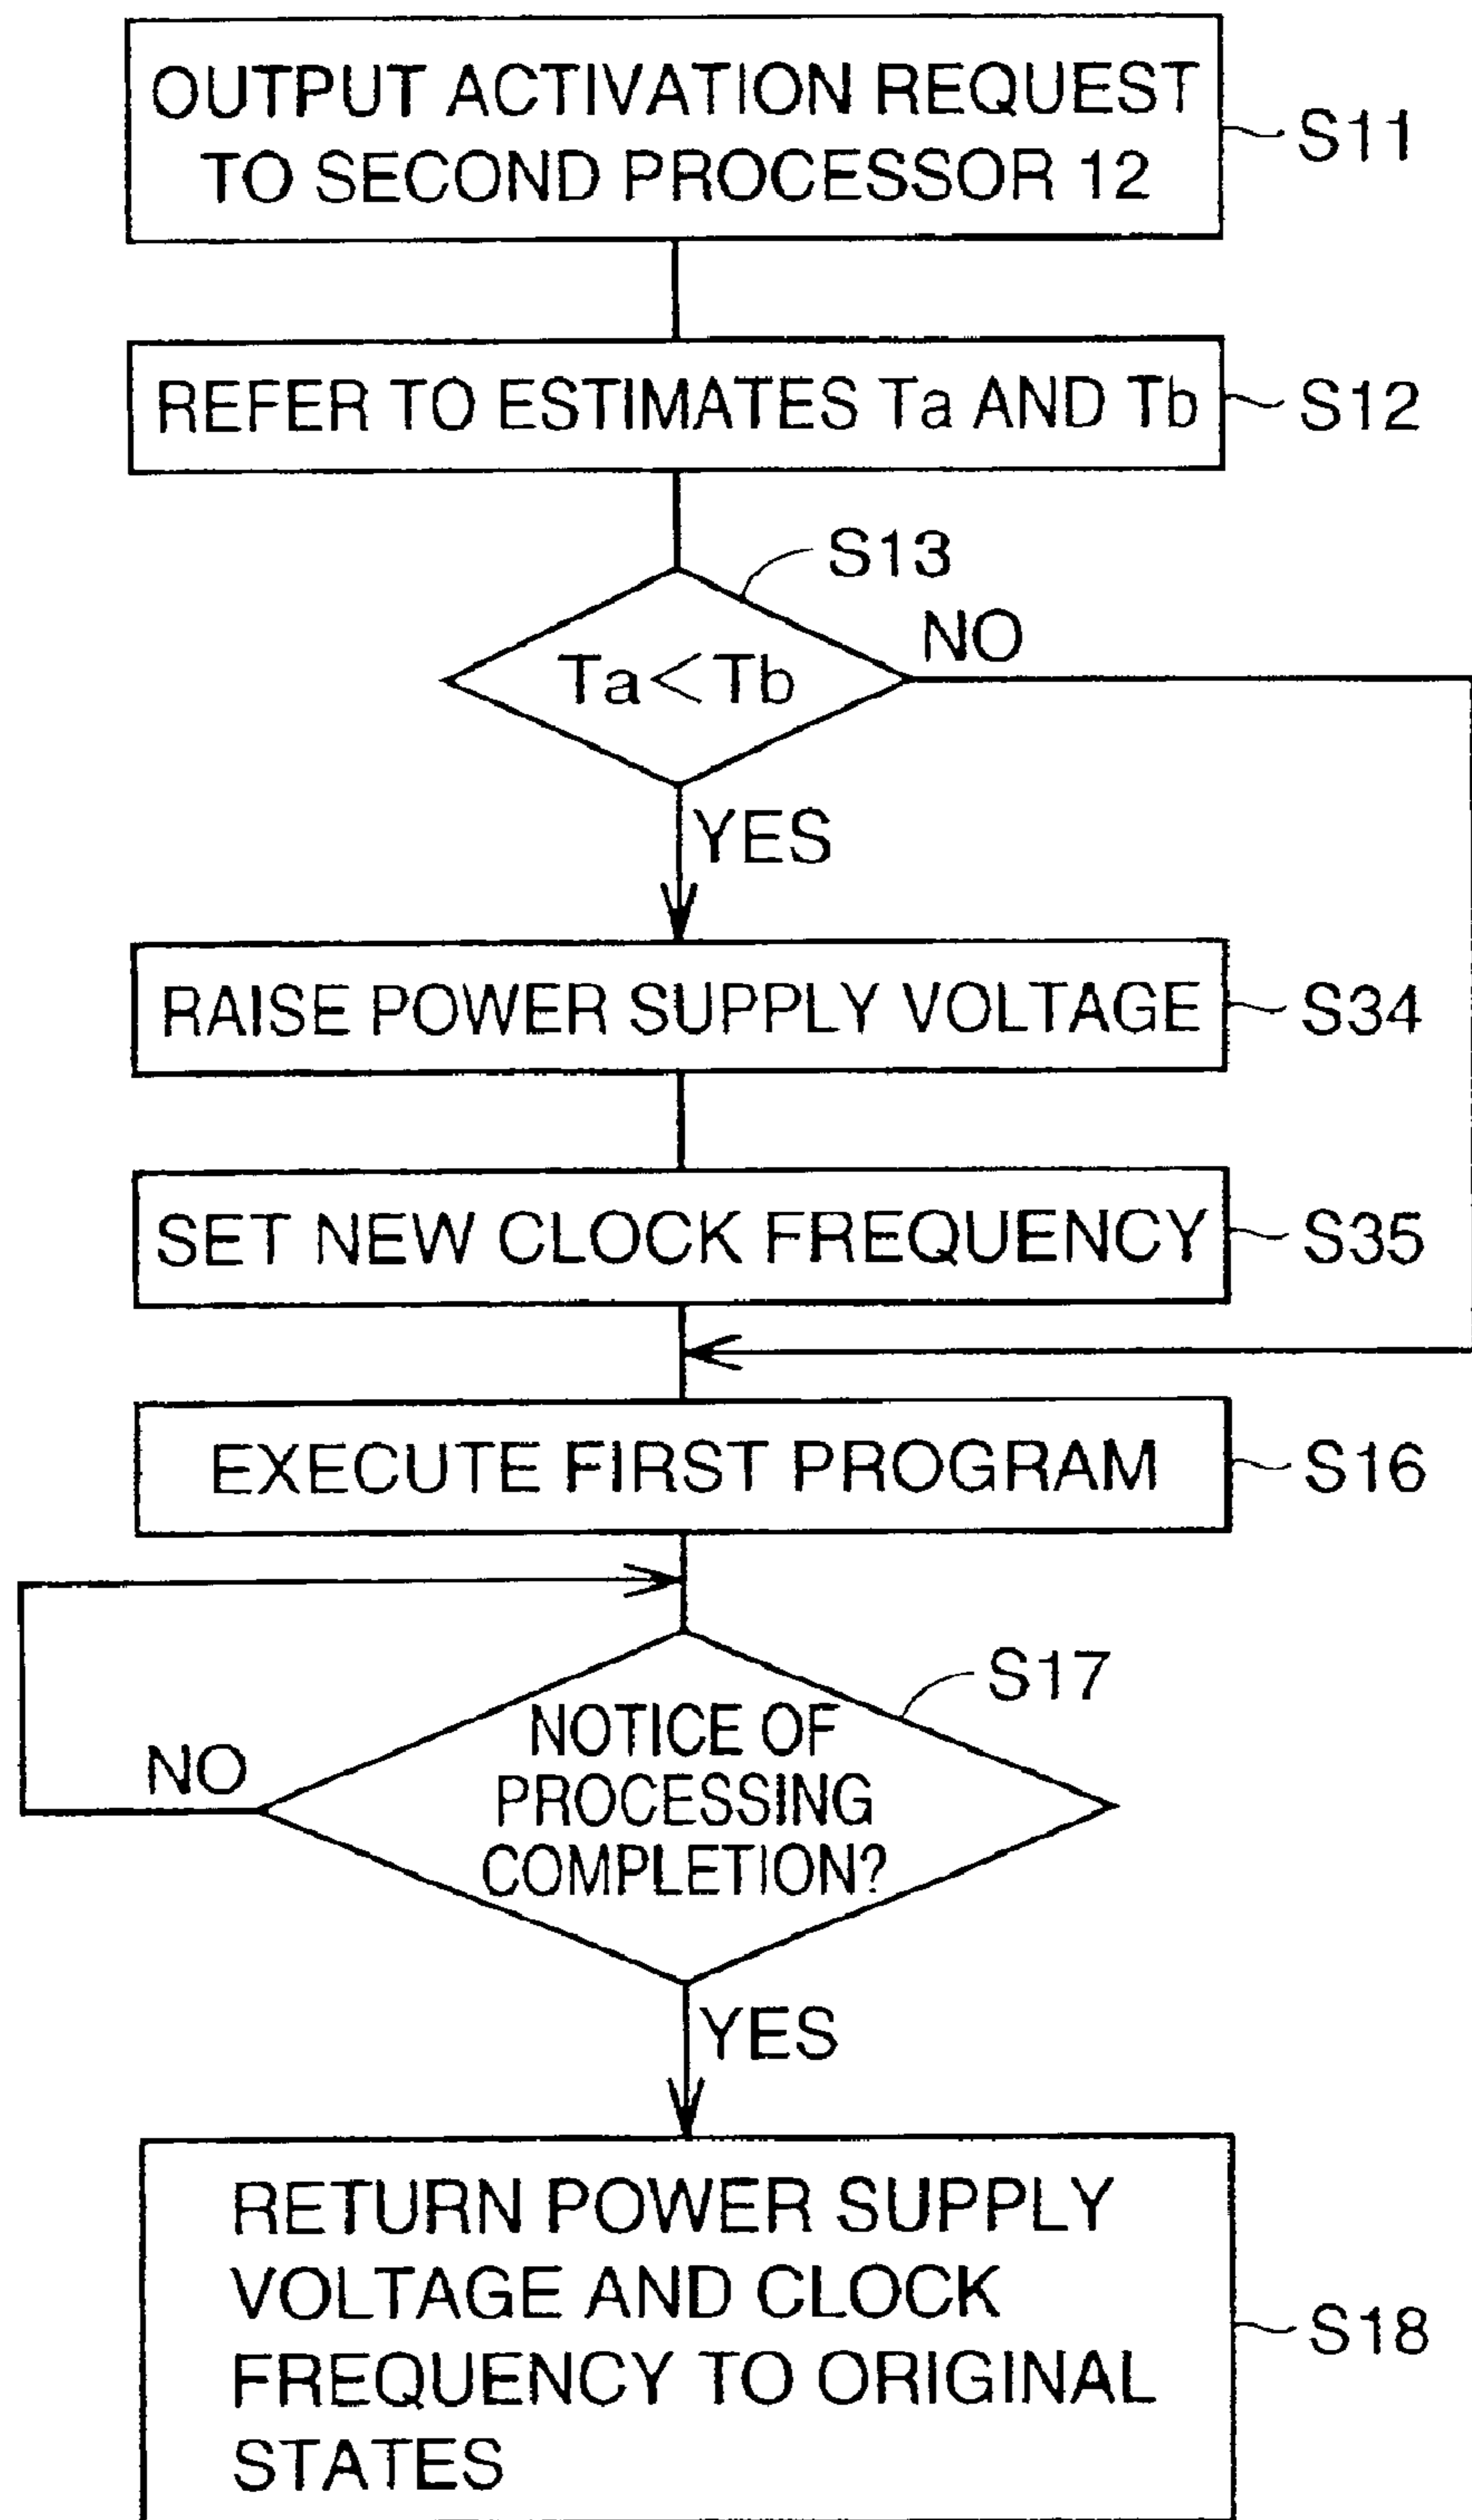 OUTPUT ACTIVATION REQUEST
TO SECOND PROCESSOR 12
S11
REFER TO ESTIMATES Ta AND Tb
S12
S13
Ta<Tb
NO
YES
RAISE POWER SUPPLY VOLTAGE
S34
SET NEW CLOCK FREQUENCY
S35
EXECUTE FIRST PROGRAM
S16
S17
NOTICE OF
PROCESSING
COMPLETION?
NO
YES
RETURN POWER SUPPLY
VOLTAGE AND CLOCK
FREQUENCY TO ORIGINAL
STATES
S18